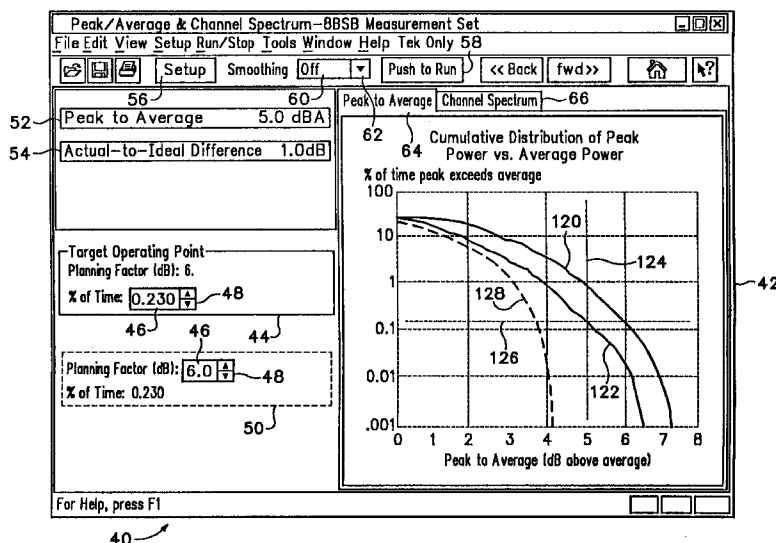 Peak/Average & Channel Spectrum-8BSB Measurement Set
File Edit View Setup Run/Stop Tools Window Help Tek Only 58
Setup Smoothing Off Push to Run << Back fwd>> ?
56 60
62
66
52 Peak to Average 5.0 dBA
54 Actual-to-Ideal Difference 1.0dB
Peak to Average Channel Spectrum
64
Cumulative Distribution of Peak
Power vs. Average Power
% of time peak exceeds average
100
10
1
0.1
0.01
.001
0 1 2 3 4 5 6 7 8
Peak to Average (dB above average)
120
124
128
126
122
42
Target Operating Point
Planning Factor (dB): 6.
% of Time: 0.230 48
46 44
46
Planning Factor (dB): 6.0 48
% of Time: 0.230
50
For Help, press F1
40